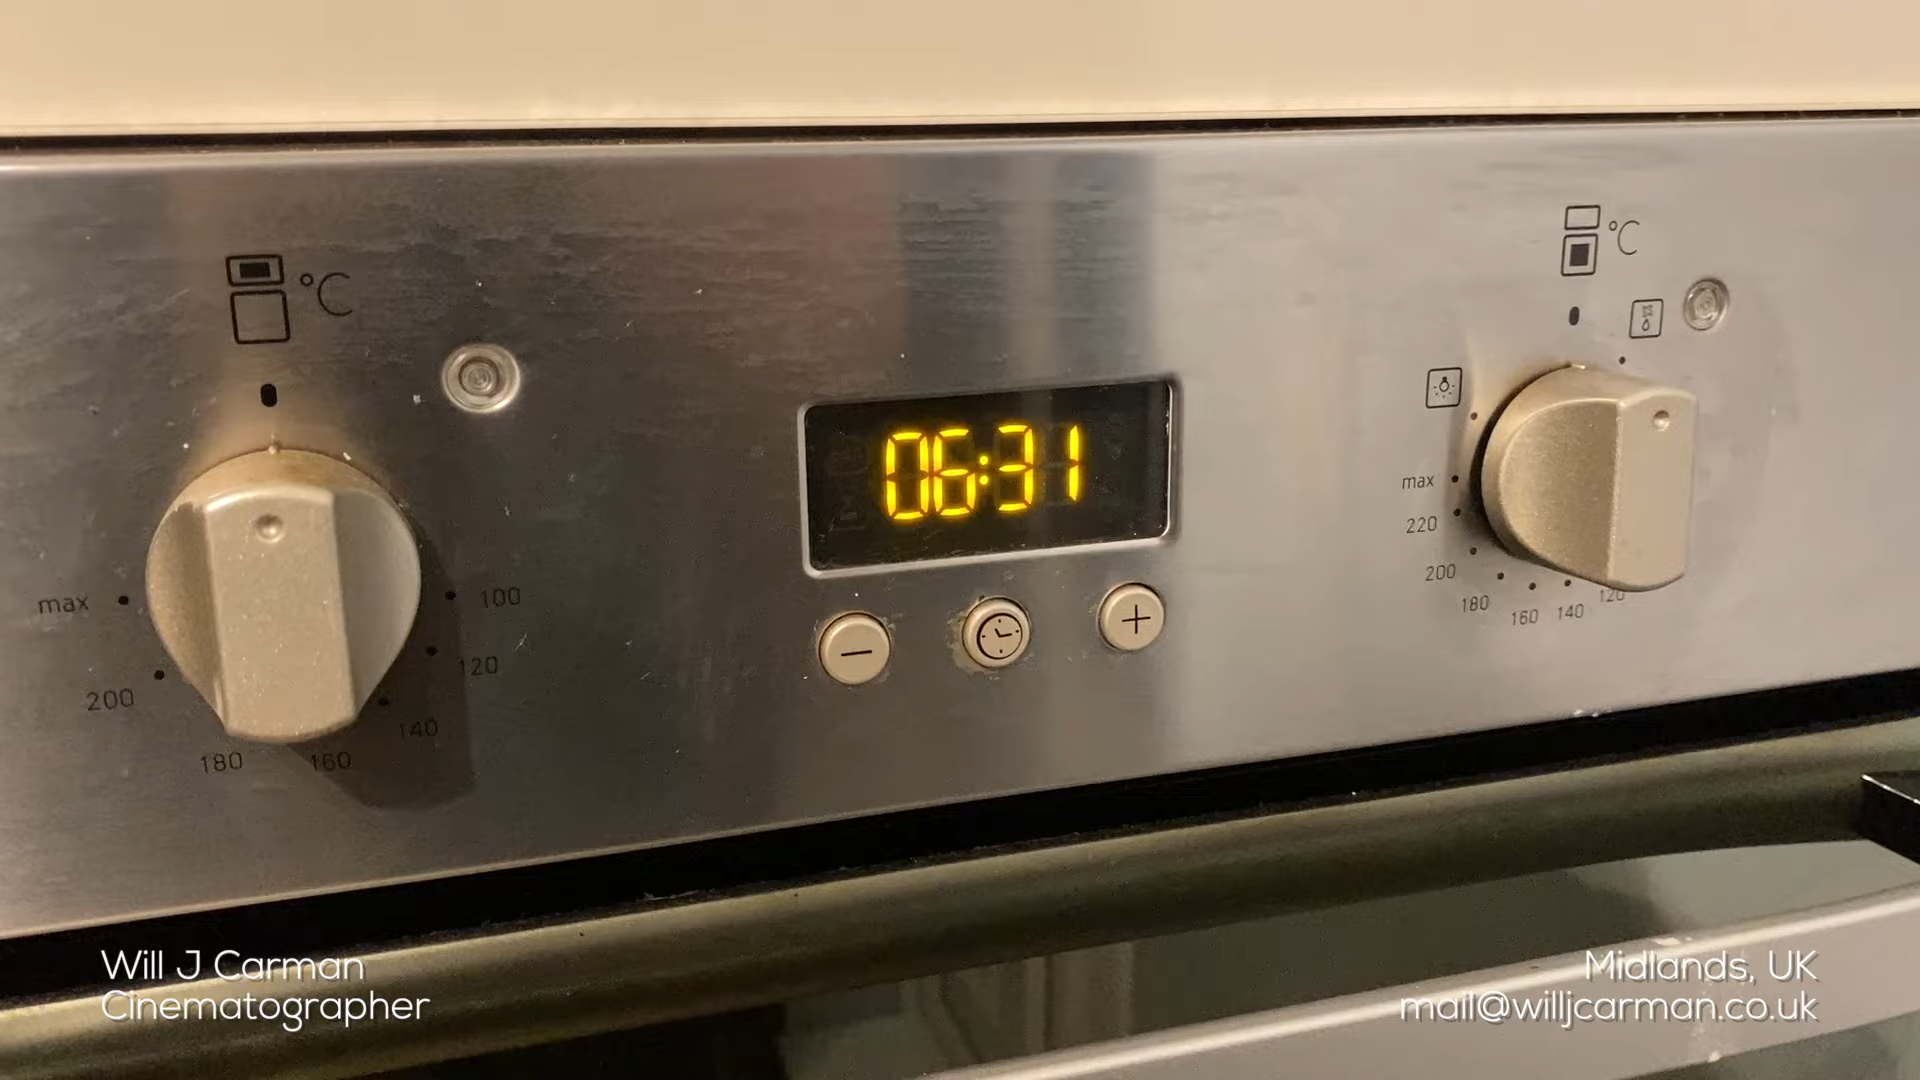 °C
°C
06:31
max
100
200
120
180
160
140
max
220
200
180
160
140
120
Will J Carman
Cinematographer
Midlands, UK
mail@willjcarman.co.uk